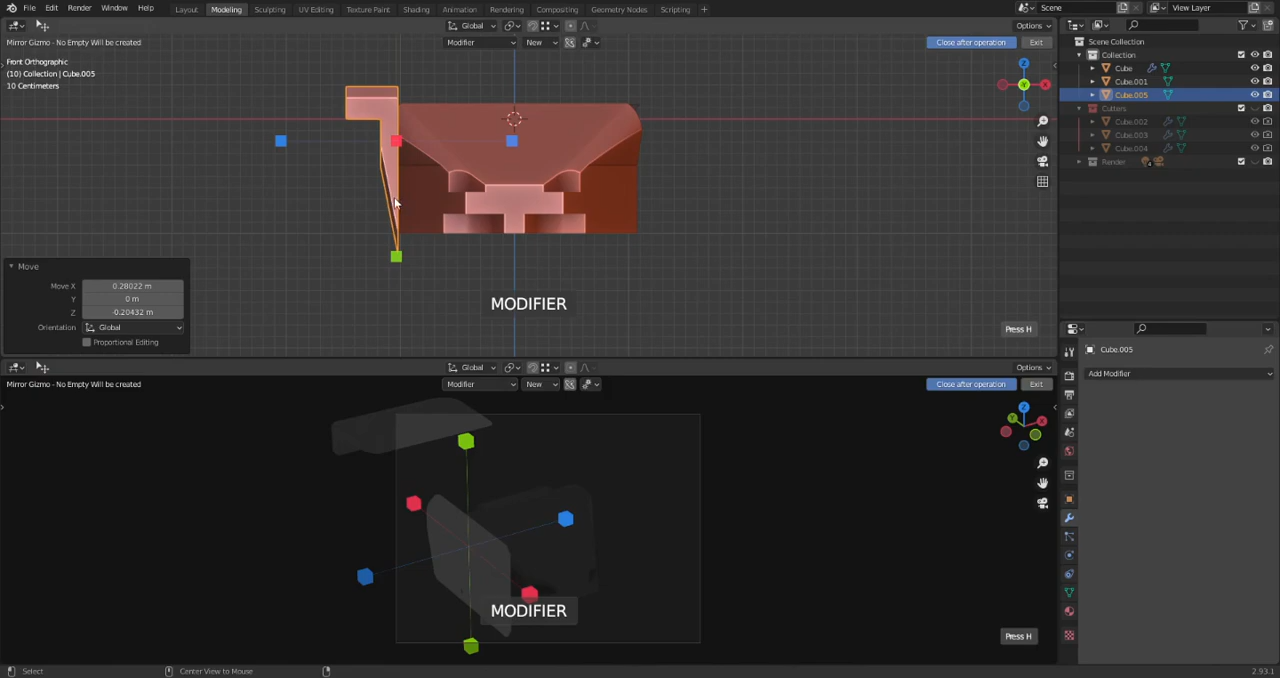 File Edit Render Window Help Layout Modeling Sculpting UV Editing Texture Paint Shading Animation Rendering Compositing Geometry Nodes Scripting + Scene View Layer
Global Options
Mirror Gizmo - No Empty Will be created Modifier New Close after operation Exit
Front Orthographic
(10) Collection | Cube.005
10 Centimeters
Z
Y
X
Move
Move X 0.28022 m
Y 0 m
Z -0.20432 m
Orientation Global
Proportional Editing
MODIFIER
Press H
Global Options
Mirror Gizmo - No Empty Will be created Modifier New Close after operation Exit
Z
Y
X
MODIFIER
Press H
Scene Collection
Collection
Cube
Cube.001
Cube.005
Cutters
Cube.002
Cube.003
Cube.004
Render 4
Cube.005
Add Modifier
Select Center View to Mouse 2.93.1